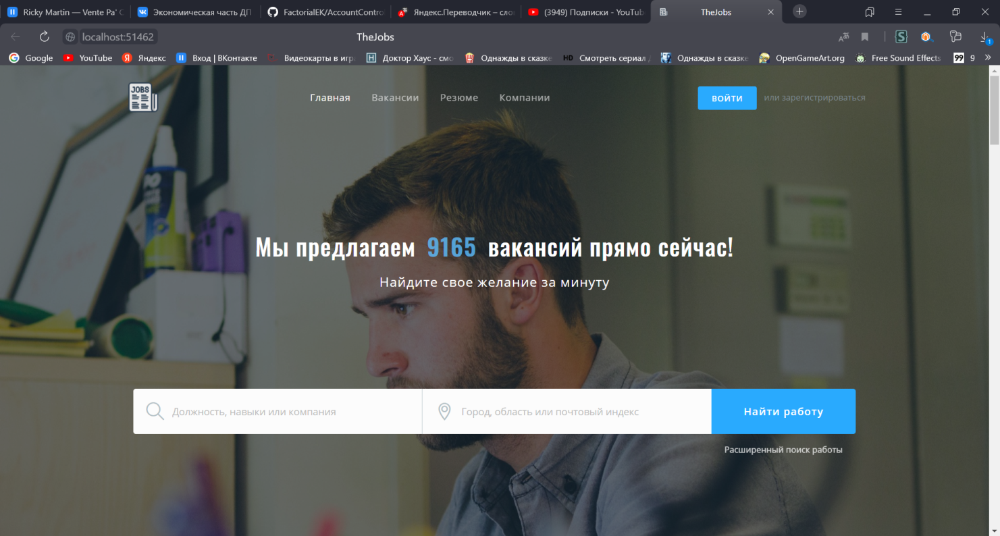 Ricky Martin — Vente Pa' C
Экономическая часть ДП
FactorialEK/AccountContro
Яндекс.Переводчик – сло
(3949) Подписки - YouTub
TheJobs
localhost:51462
TheJobs
1
Google
YouTube
Яндекс
Вход | ВКонтакте
Видеокарты в игр
Доктор Хаус - смо
Однажды в сказке
HD Смотреть сериал /
Однажды в сказке
OpenGameArt.org
Free Sound Effects
99 9
JOBS
Главная
Вакансии
Резюме
Компании
ВОЙТИ
или зарегистрироваться
Мы предлагаем 9165 вакансий прямо сейчас!
Найдите свое желание за минуту
Должность, навыки или компания
Город, область или почтовый индекс
Найти работу
Расширенный поиск работы